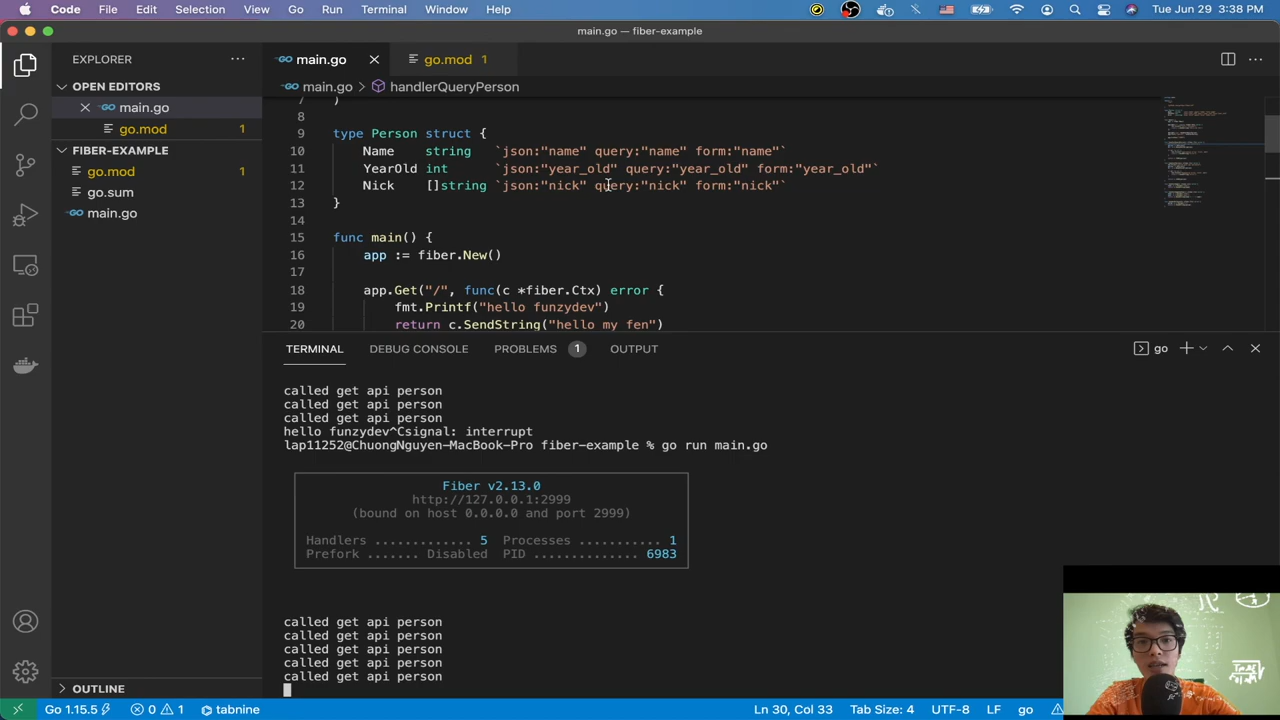 Code File Edit Selection View Go Run Terminal Window Help Tue Jun 29 3:38 PM
main.go — fiber-example
EXPLORER
main.go
go.mod 1
OPEN EDITORS
main.go > handlerQueryPerson
main.go
go.mod 1
FIBER-EXAMPLE
go.mod 1
go.sum
main.go
7 )
8
9 type Person struct {
10 Name string `json:"name" query:"name" form:"name"`
11 YearOld int `json:"year_old" query:"year_old" form:"year_old"`
12 Nick []string `json:"nick" query:"nick" form:"nick"`
13 }
14
15 func main() {
16 app := fiber.New()
17
18 app.Get("/", func(c *fiber.Ctx) error {
19 fmt.Printf("hello funzydev")
20 return c.SendString("hello my fen")
TERMINAL DEBUG CONSOLE PROBLEMS 1 OUTPUT go
called get api person
called get api person
called get api person
hello funzydev^Csignal: interrupt
lap11252@ChuongNguyen-MacBook-Pro fiber-example % go run main.go
Fiber v2.13.0
http://127.0.0.1:2999
(bound on host 0.0.0.0 and port 2999)
Handlers ............. 5 Processes ........... 1
Prefork ....... Disabled PID ............. 6983
called get api person
called get api person
called get api person
called get api person
called get api person
OUTLINE
Go 1.15.5 0 1 tabnine Ln 30, Col 33 Tab Size: 4 UTF-8 LF go